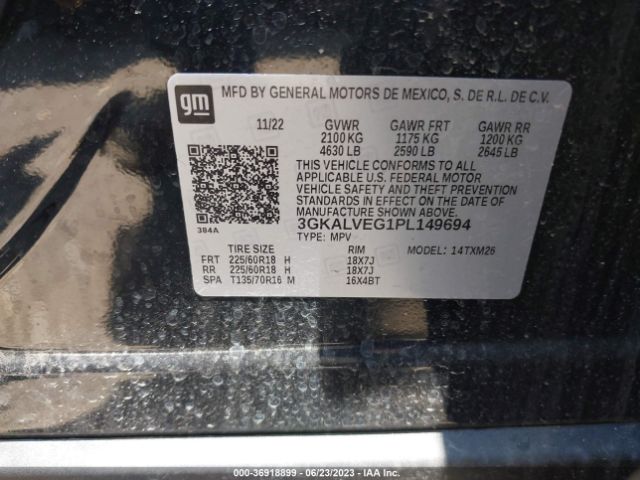 gm MFD BY GENERAL MOTORS DE MEXICO, S. DE R.L. DE C.V.
11/22 GVWR GAWR FRT GAWR RR
2100 KG 1175 KG 1200 KG
4630 LB 2590 LB 2645 LB
THIS VEHICLE CONFORMS TO ALL
APPLICABLE U.S. FEDERAL MOTOR
VEHICLE SAFETY AND THEFT PREVENTION
STANDARDS IN EFFECT ON THE DATE OF
MANUFACTURE SHOWN ABOVE.
3GKALVEG1PL149694
384A
TYPE: MPV MODEL: 14TXM26
TIRE SIZE RIM
FRT 225/60R18 H 18X7J
RR 225/60R18 H 18X7J
SPA T135/70R16 M 16X4BT
000-36918899 - 06/23/2023 - IAA Inc.